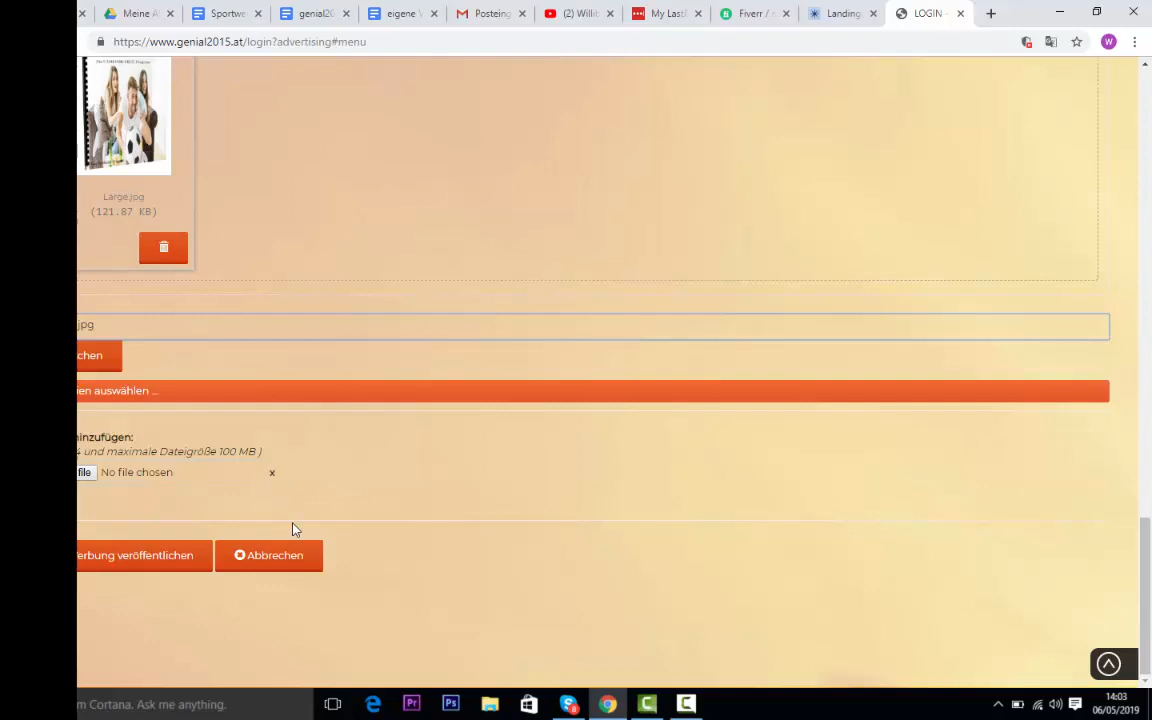 Meine A
Sportwe
genial2
eigene V
Posteing
(2) Willi
My Last
Fiverr / s
Landing
LOGIN -
https://www.genial2015.at/login?advertising#menu
W
Large.jpg
(121.87 KB)
.jpg
chen
en auswählen ...
hinzufügen:
4 und maximale Dateigröße 100 MB )
file No file chosen x
erbung veröffentlichen
Abbrechen
m Cortana. Ask me anything.
14:03
06/05/2019